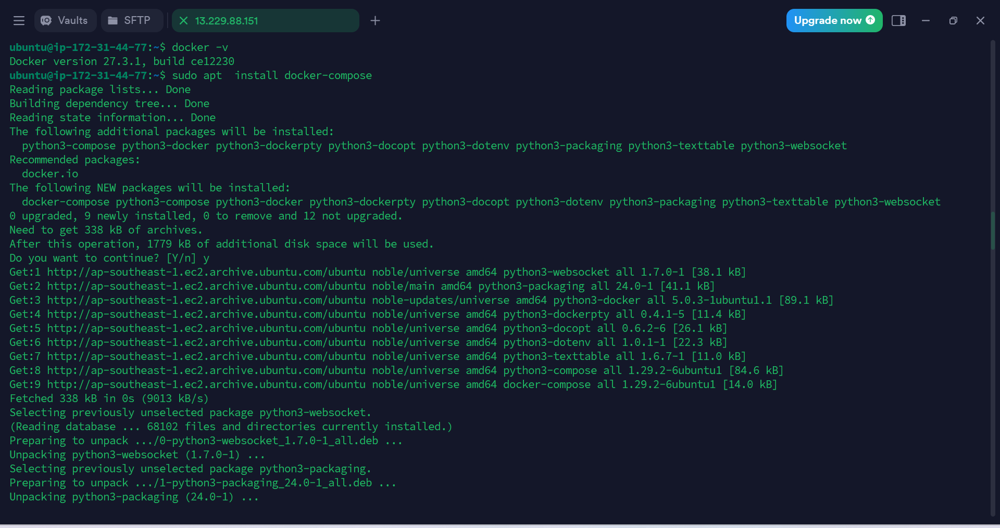 Vaults SFTP 13.229.88.151 Upgrade now
ubuntu@ip-172-31-44-77:~$ docker -v
Docker version 27.3.1, build ce12230
ubuntu@ip-172-31-44-77:~$ sudo apt  install docker-compose
Reading package lists... Done
Building dependency tree... Done
Reading state information... Done
The following additional packages will be installed:
  python3-compose python3-docker python3-dockerpty python3-docopt python3-dotenv python3-packaging python3-texttable python3-websocket
Recommended packages:
  docker.io
The following NEW packages will be installed:
  docker-compose python3-compose python3-docker python3-dockerpty python3-docopt python3-dotenv python3-packaging python3-texttable python3-websocket
0 upgraded, 9 newly installed, 0 to remove and 12 not upgraded.
Need to get 338 kB of archives.
After this operation, 1779 kB of additional disk space will be used.
Do you want to continue? [Y/n] y
Get:1 http://ap-southeast-1.ec2.archive.ubuntu.com/ubuntu noble/universe amd64 python3-websocket all 1.7.0-1 [38.1 kB]
Get:2 http://ap-southeast-1.ec2.archive.ubuntu.com/ubuntu noble/main amd64 python3-packaging all 24.0-1 [41.1 kB]
Get:3 http://ap-southeast-1.ec2.archive.ubuntu.com/ubuntu noble-updates/universe amd64 python3-docker all 5.0.3-1ubuntu1.1 [89.1 kB]
Get:4 http://ap-southeast-1.ec2.archive.ubuntu.com/ubuntu noble/universe amd64 python3-dockerpty all 0.4.1-5 [11.4 kB]
Get:5 http://ap-southeast-1.ec2.archive.ubuntu.com/ubuntu noble/universe amd64 python3-docopt all 0.6.2-6 [26.1 kB]
Get:6 http://ap-southeast-1.ec2.archive.ubuntu.com/ubuntu noble/universe amd64 python3-dotenv all 1.0.1-1 [22.3 kB]
Get:7 http://ap-southeast-1.ec2.archive.ubuntu.com/ubuntu noble/universe amd64 python3-texttable all 1.6.7-1 [11.0 kB]
Get:8 http://ap-southeast-1.ec2.archive.ubuntu.com/ubuntu noble/universe amd64 python3-compose all 1.29.2-6ubuntu1 [84.6 kB]
Get:9 http://ap-southeast-1.ec2.archive.ubuntu.com/ubuntu noble/universe amd64 docker-compose all 1.29.2-6ubuntu1 [14.0 kB]
Fetched 338 kB in 0s (9013 kB/s)
Selecting previously unselected package python3-websocket.
(Reading database ... 68102 files and directories currently installed.)
Preparing to unpack .../0-python3-websocket_1.7.0-1_all.deb ...
Unpacking python3-websocket (1.7.0-1) ...
Selecting previously unselected package python3-packaging.
Preparing to unpack .../1-python3-packaging_24.0-1_all.deb ...
Unpacking python3-packaging (24.0-1) ...